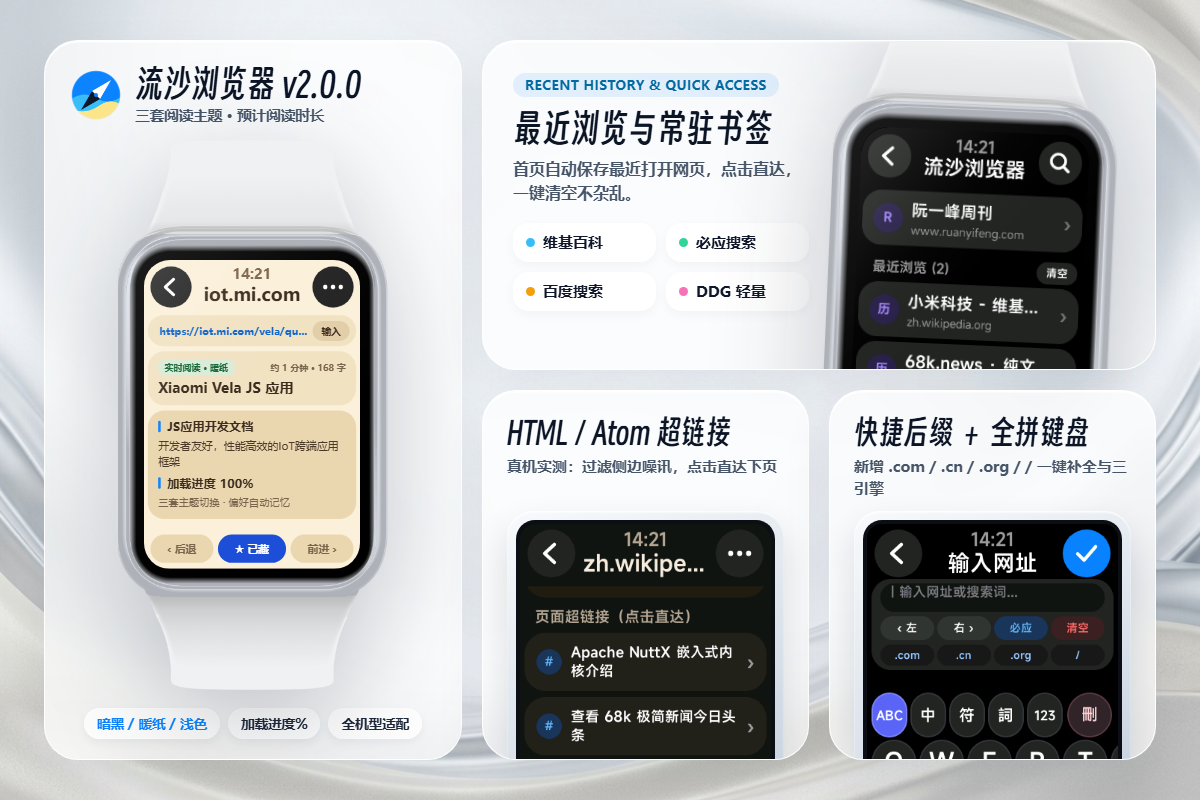 流沙浏览器 v2.0.0
三套阅读主题 • 预计阅读时长
14:21
iot.mi.com
https://iot.mi.com/vela/qu...
输入
实时阅读 • 暖纸
约 1 分钟 • 168 字
Xiaomi Vela JS 应用
JS应用开发文档
开发者友好，性能高效的IoT跨端应用
框架
加载进度 100%
三套主题切换 · 偏好自动记忆
‹ 后退
★ 已藏
前进 ›
暗黑 / 暖纸 / 浅色
加载进度%
全机型适配
RECENT HISTORY & QUICK ACCESS
最近浏览与常驻书签
首页自动保存最近打开网页，点击直达，
一键清空不杂乱。
维基百科
必应搜索
百度搜索
DDG 轻量
14:21
流沙浏览器
R
阮一峰周刊
www.ruanyifeng.com
最近浏览 (2)
清空
历
小米科技 - 维基...
zh.wikipedia.org
历
68k.news · 纯文
HTML / Atom 超链接
真机实测：过滤侧边噪讯，点击直达下页
14:21
zh.wikipe...
页面超链接（点击直达）
#
Apache NuttX 嵌入式内
核介绍
#
查看 68k 极简新闻今日头
条
快捷后缀 + 全拼键盘
新增 .com / .cn / .org / / 一键补全与三
引擎
14:21
输入网址
输入网址或搜索词...
‹ 左
右 ›
必应
清空
.com
.cn
.org
/
ABC
中
符
詞
123
刪
Q W E R T